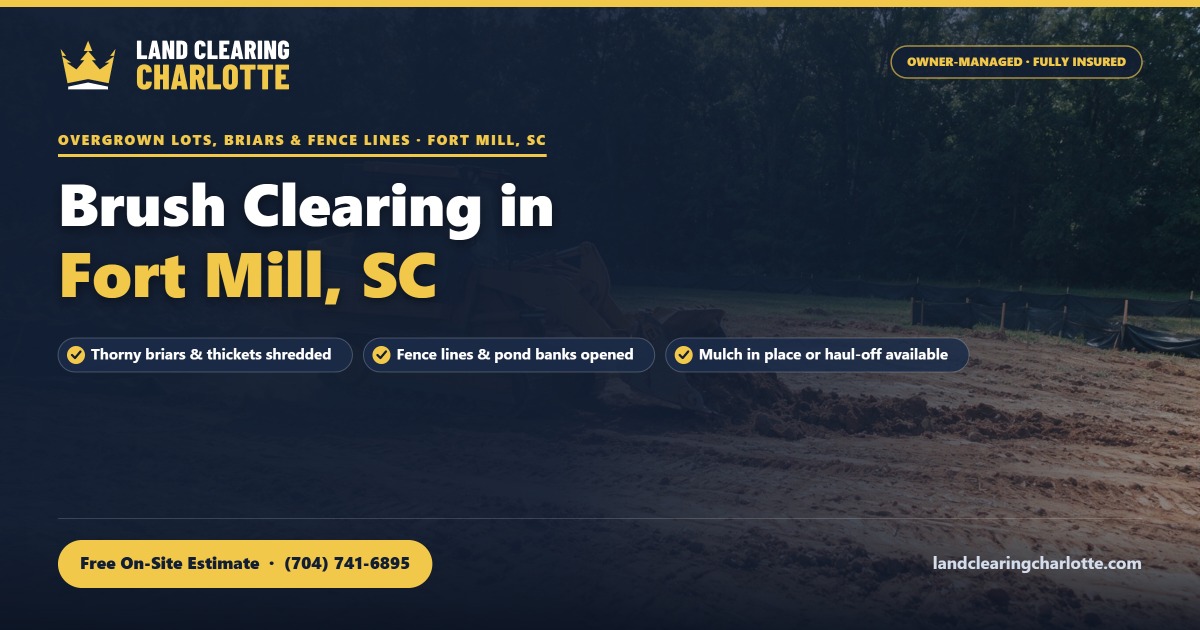 LAND CLEARING
CHARLOTTE
OWNER-MANAGED · FULLY INSURED
OVERGROWN LOTS, BRIARS & FENCE LINES · FORT MILL, SC
Brush Clearing in
Fort Mill, SC
Thorny briars & thickets shredded
Fence lines & pond banks opened
Mulch in place or haul-off available
Free On-Site Estimate · (704) 741-6895
landclearingcharlotte.com